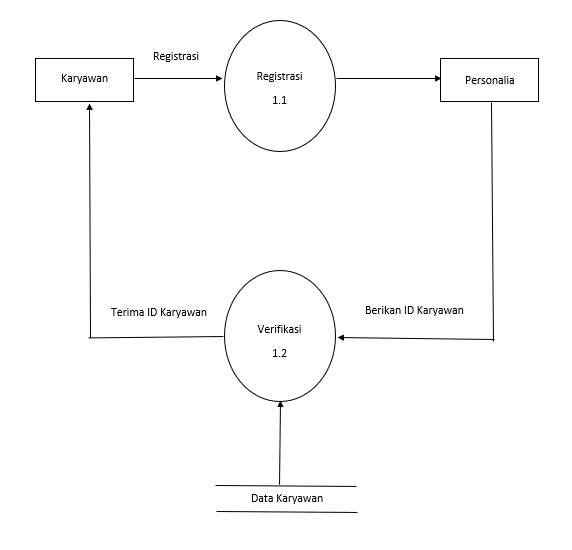 Registrasi
Karyawan
Registrasi
1.1
Personalia
Terima ID Karyawan
Berikan ID Karyawan
Verifikasi
1.2
Data Karyawan